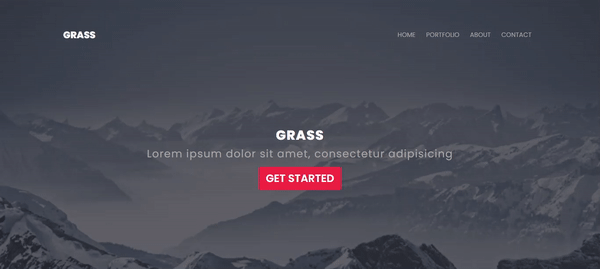 GRASS
HOME PORTFOLIO ABOUT CONTACT
GRASS
Lorem ipsum dolor sit amet, consectetur adipisicing
GET STARTED